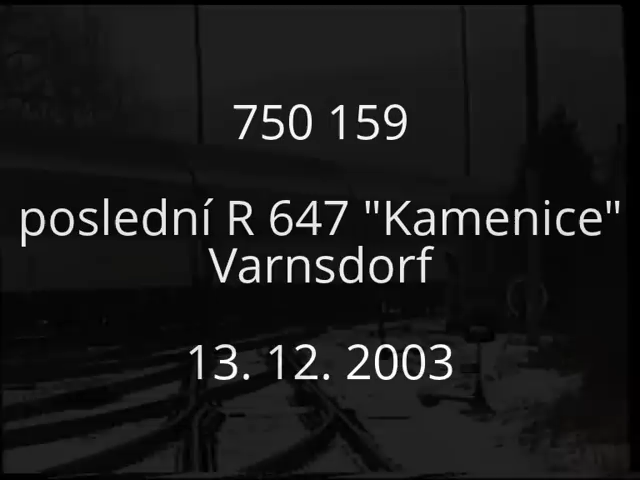 750 159
poslední R 647 "Kamenice"
Varnsdorf
13. 12. 2003